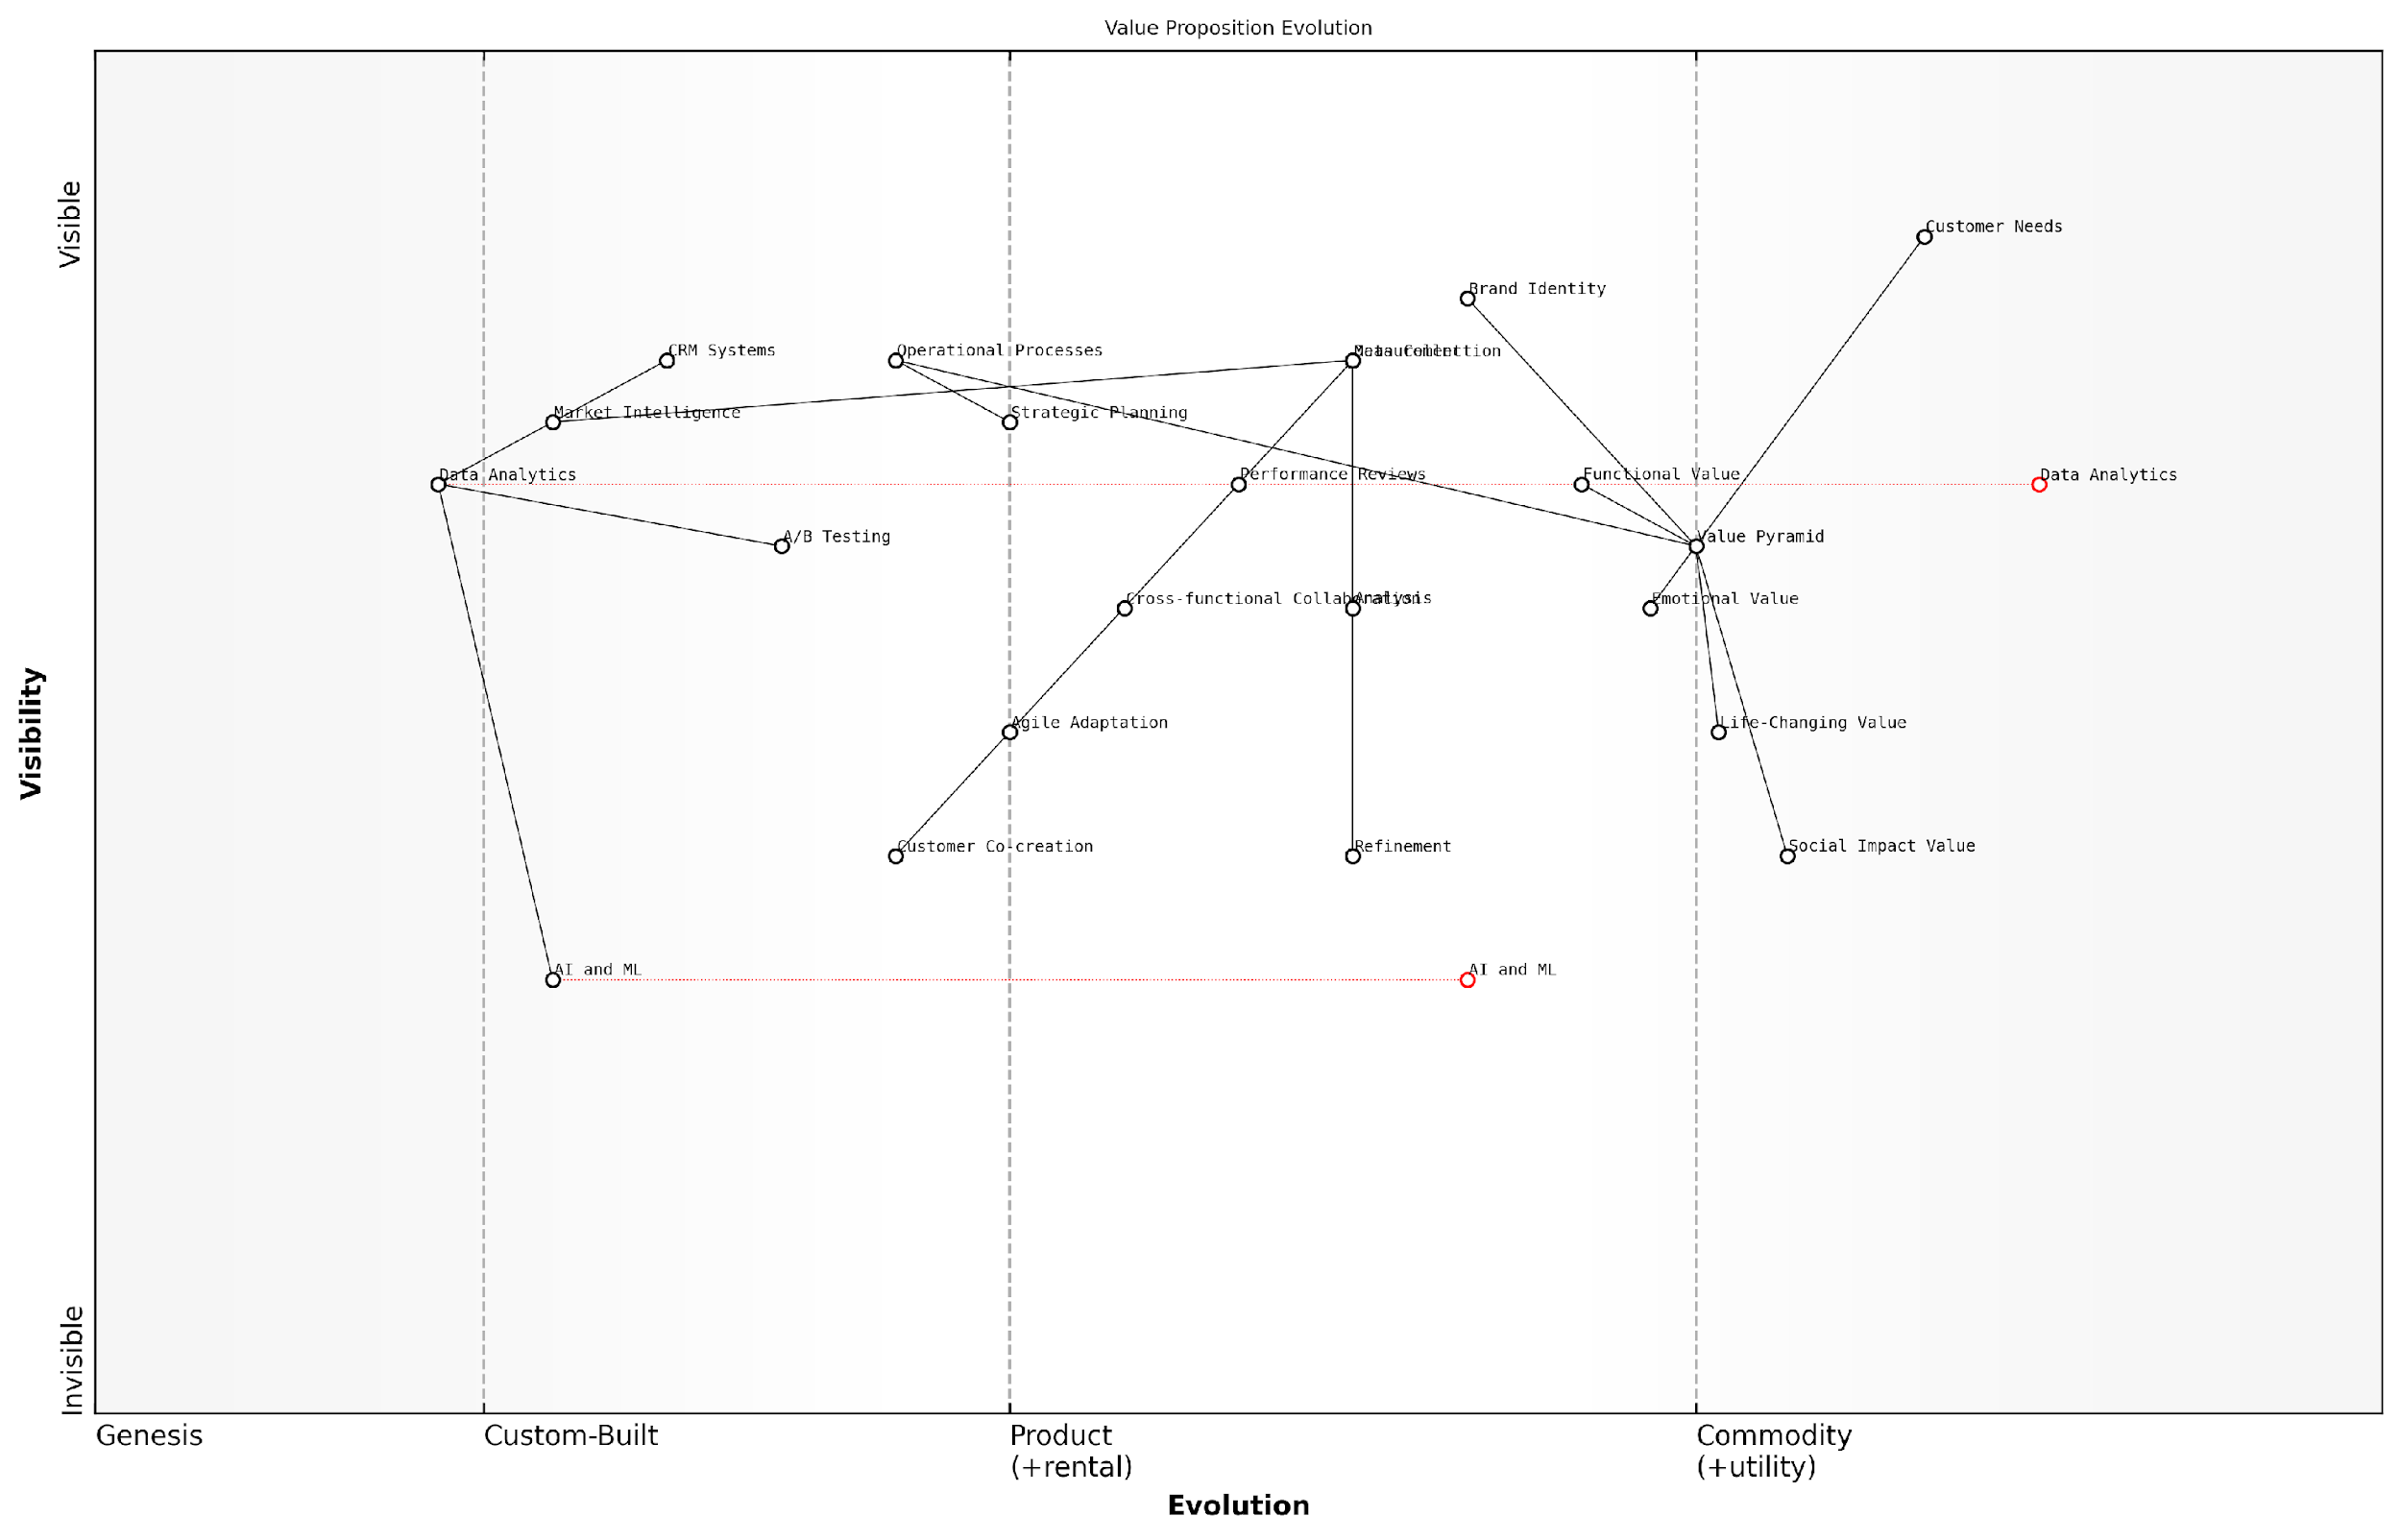 Value Proposition Evolution
Visible
Customer Needs
Brand Identity
CRM Systems
Operational Processes
Market Intelligence
Strategic Planning
Data Analytics
Performance Reviews
Functional Value
Data Analytics
A/B Testing
Value Pyramid
Cross-functional Collaboration
Analysis
Emotional Value
Agile Adaptation
Life-Changing Value
Customer Co-creation
Refinement
Social Impact Value
AI and ML
AI and ML
Visibility
Invisible
Genesis
Custom-Built
Product
(+rental)
Commodity
(+utility)
Evolution